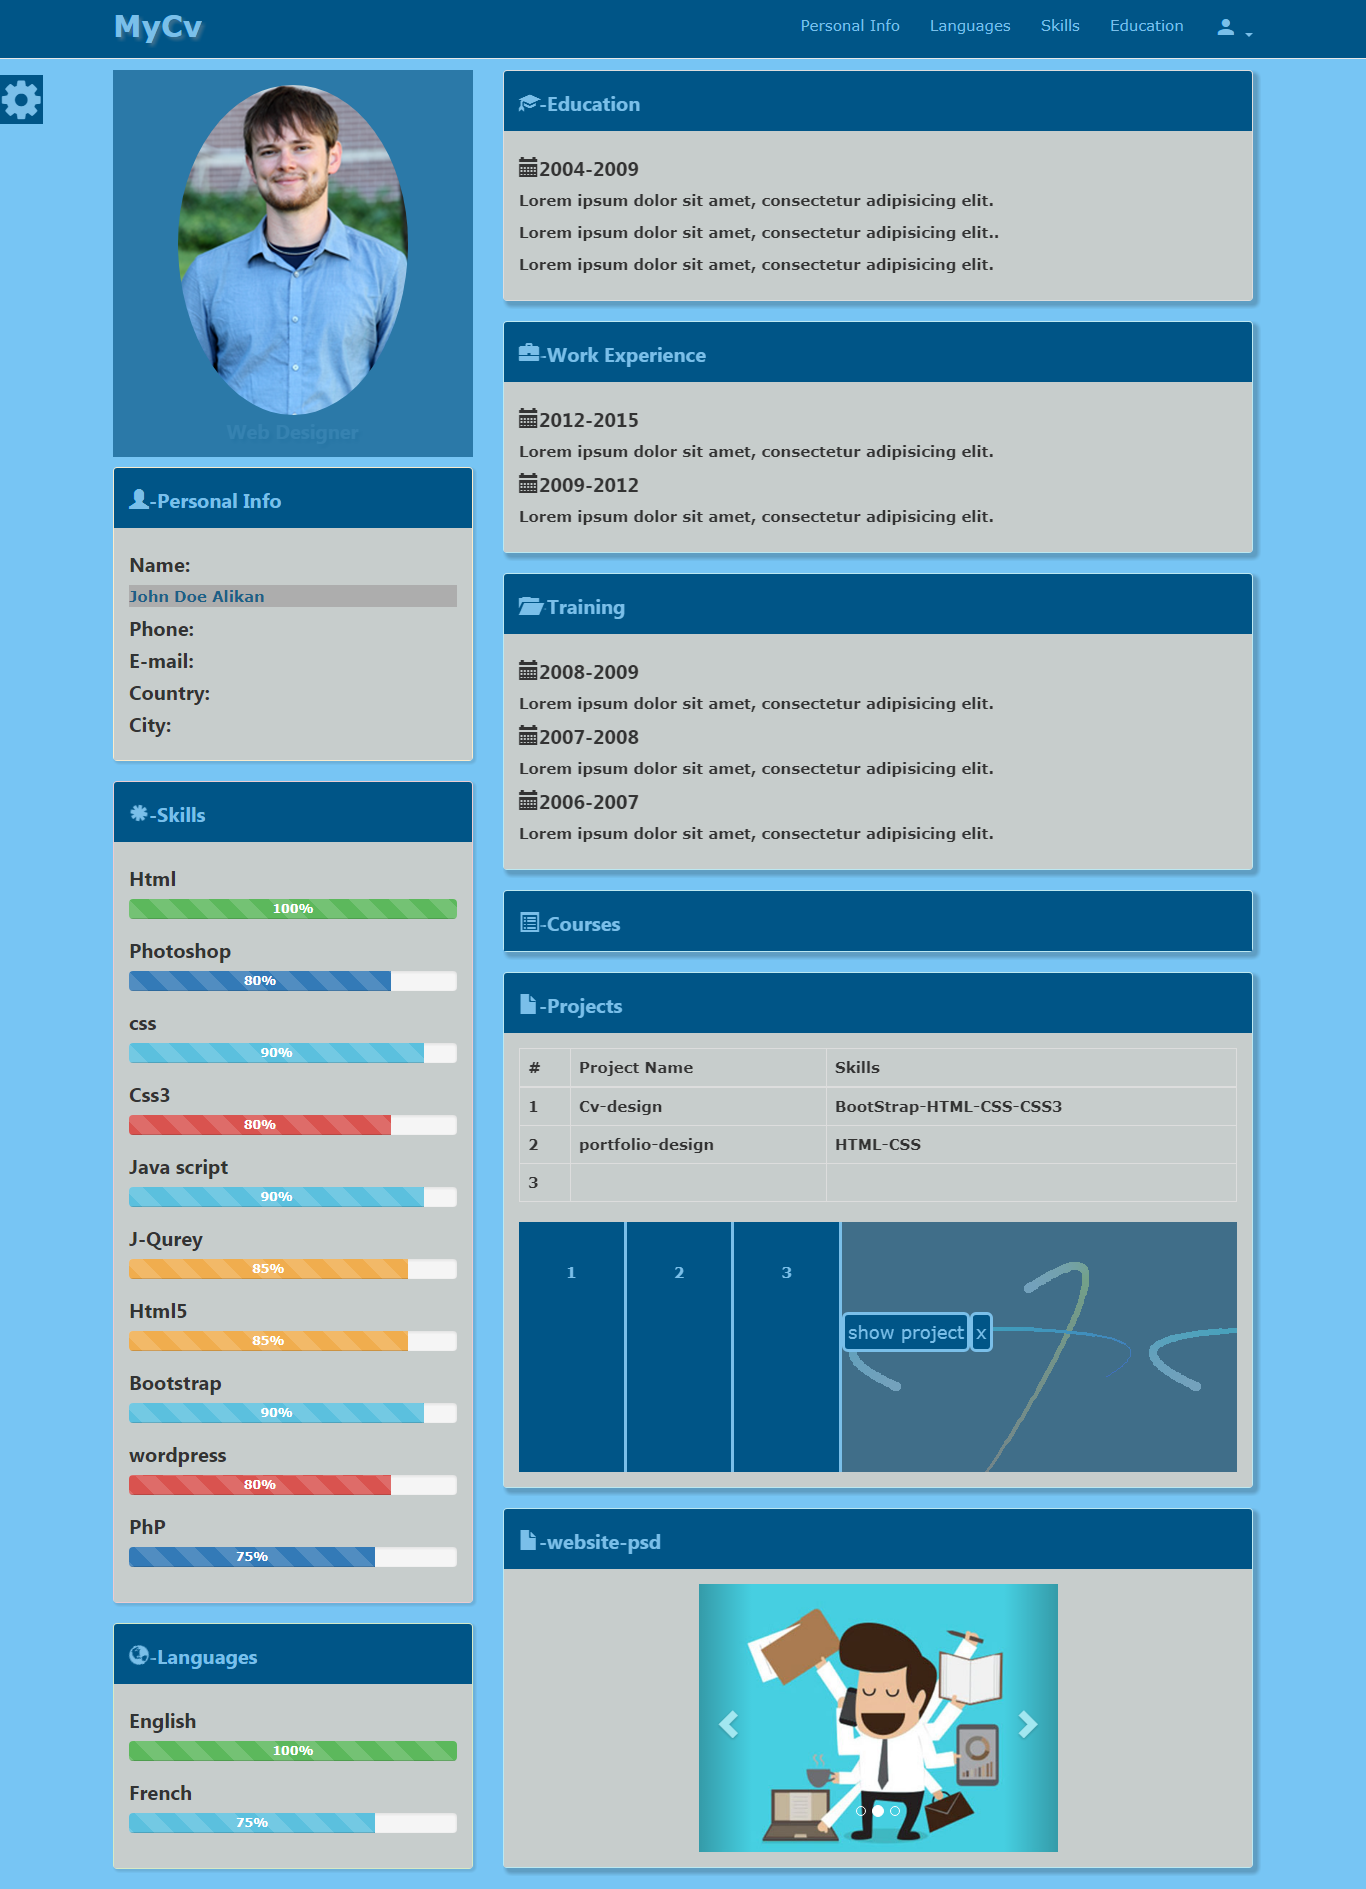 MyCv
Personal Info
Languages
Skills
Education
Web Designer
-Personal Info
Name:
John Doe Alikan
Phone:
E-mail:
Country:
City:
-Skills
Html
100%
Photoshop
80%
css
90%
Css3
80%
Java script
90%
J-Qurey
85%
Html5
85%
Bootstrap
90%
wordpress
80%
PhP
75%
-Languages
English
100%
French
75%
-Education
2004-2009
Lorem ipsum dolor sit amet, consectetur adipisicing elit.
Lorem ipsum dolor sit amet, consectetur adipisicing elit..
Lorem ipsum dolor sit amet, consectetur adipisicing elit.
-Work Experience
2012-2015
Lorem ipsum dolor sit amet, consectetur adipisicing elit.
2009-2012
Lorem ipsum dolor sit amet, consectetur adipisicing elit.
-Training
2008-2009
Lorem ipsum dolor sit amet, consectetur adipisicing elit.
2007-2008
Lorem ipsum dolor sit amet, consectetur adipisicing elit.
2006-2007
Lorem ipsum dolor sit amet, consectetur adipisicing elit.
-Courses
-Projects
# Project Name Skills
1 Cv-design BootStrap-HTML-CSS-CSS3
2 portfolio-design HTML-CSS
3
1 2 3
show project x
-website-psd